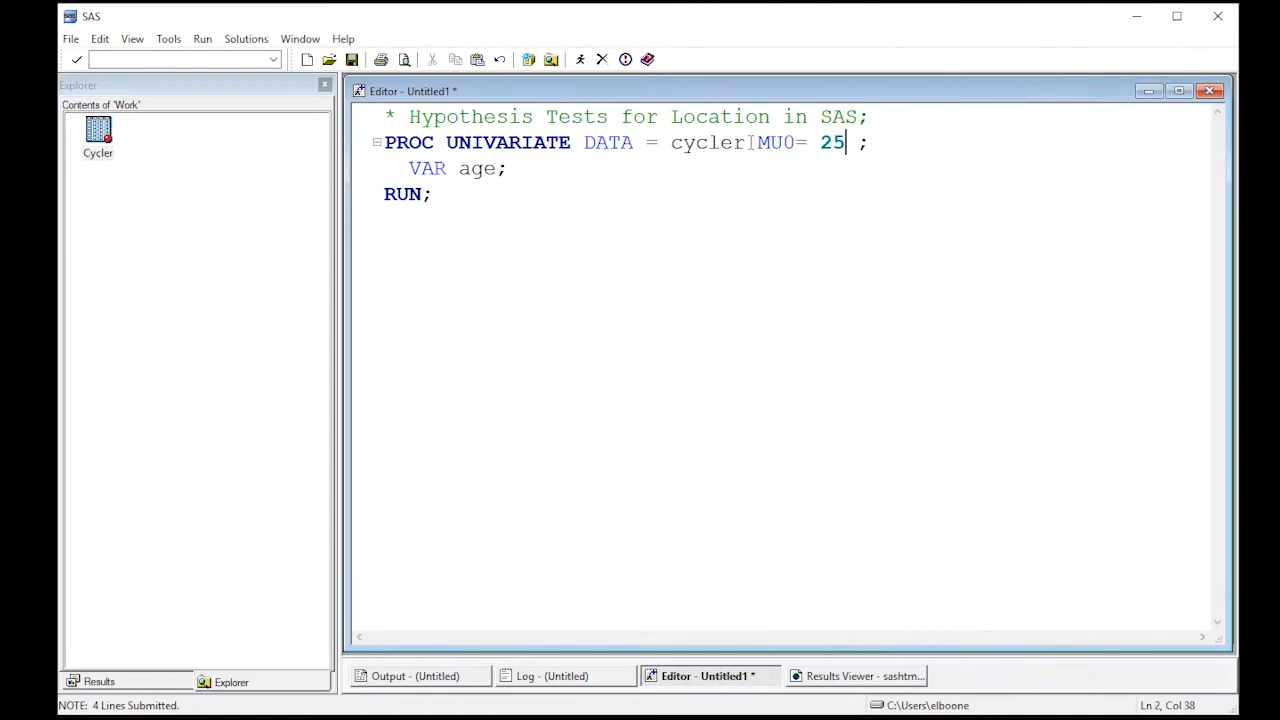 SAS
File Edit View Tools Run Solutions Window Help
Explorer
Contents of 'Work'
Cycler
Editor - Untitled1 *
* Hypothesis Tests for Location in SAS;
PROC UNIVARIATE DATA = cycler MU0= 25 ;
VAR age;
RUN;
Results
Explorer
Output - (Untitled)
Log - (Untitled)
Editor - Untitled1 *
Results Viewer - sashtm...
NOTE: 4 Lines Submitted.
C:\Users\elboone
Ln 2, Col 38